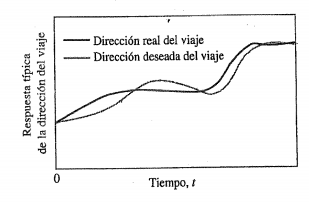 Dirección real del viaje
Dirección deseada del viaje
Respuesta típica
de la dirección del viaje
0
Tiempo, t